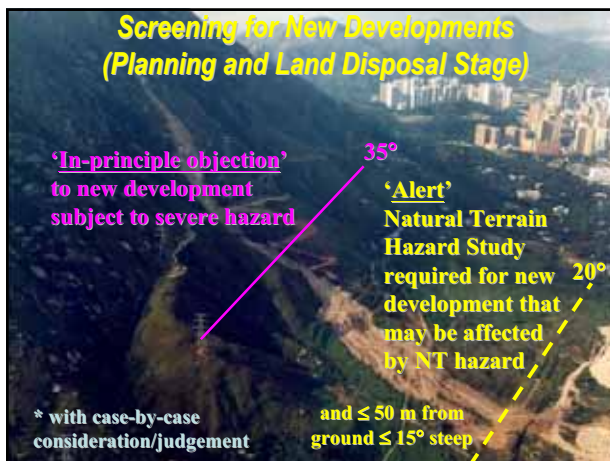 Screening for New Developments
(Planning and Land Disposal Stage)
‘In-principle objection’
to new development
subject to severe hazard
35°
‘Alert’
Natural Terrain
Hazard Study
required for new
development that
may be affected
by NT hazard
20°
* with case-by-case
consideration/judgement
and ≤ 50 m from
ground ≤ 15° steep